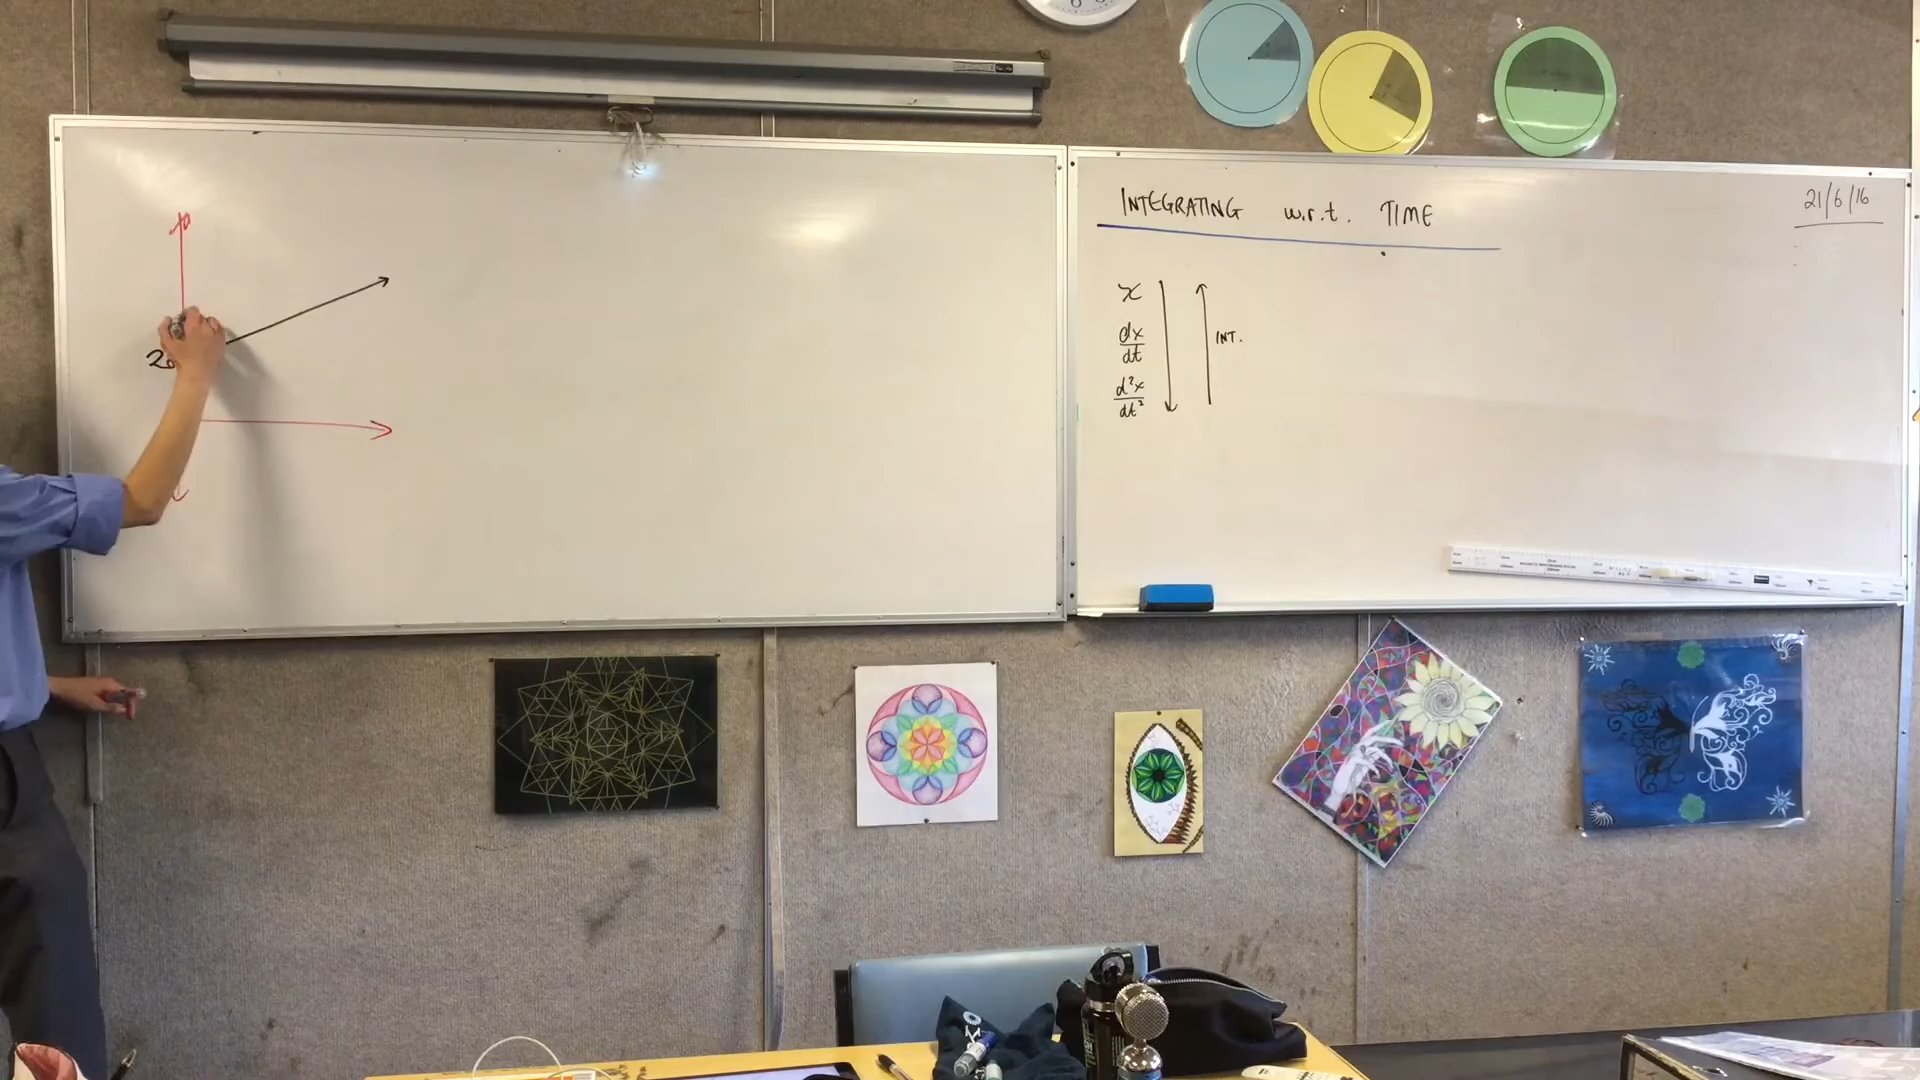 INTEGRATING w.r.t. TIME
21/6/16
x
dx
dt
INT.
d²x
dt²